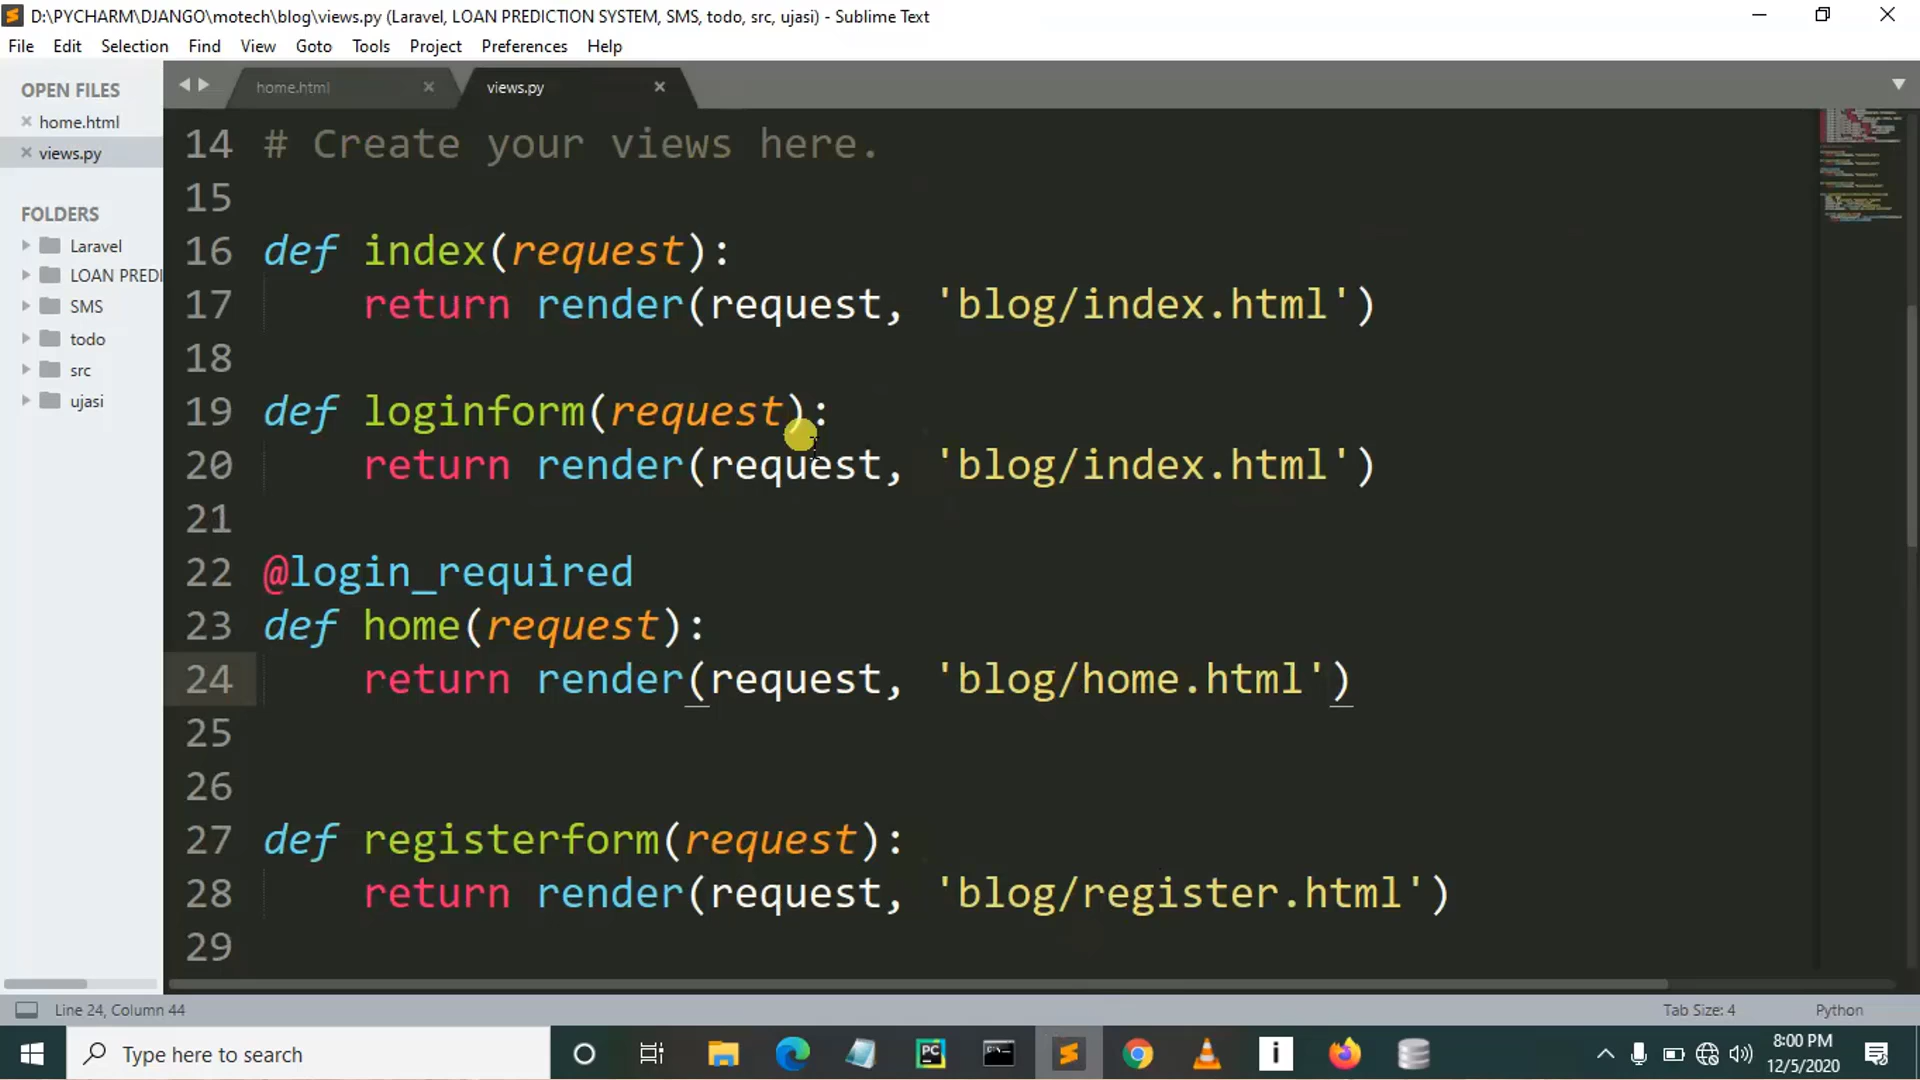 D:\PYCHARM\DJANGO\motech\blog\views.py (Laravel, LOAN PREDICTION SYSTEM, SMS, todo, src, ujasi) - Sublime Text
File Edit Selection Find View Goto Tools Project Preferences Help
OPEN FILES
home.html
views.py
FOLDERS
Laravel
LOAN PREDI
SMS
todo
src
ujasi
home.html views.py
14 # Create your views here.
15
16 def index(request):
17 return render(request, 'blog/index.html')
18
19 def loginform(request):
20 return render(request, 'blog/index.html')
21
22 @login_required
23 def home(request):
24 return render(request, 'blog/home.html')
25
26
27 def registerform(request):
28 return render(request, 'blog/register.html')
29
Line 24, Column 44 Tab Size: 4 Python
Type here to search
PC
i
8:00 PM
12/5/2020